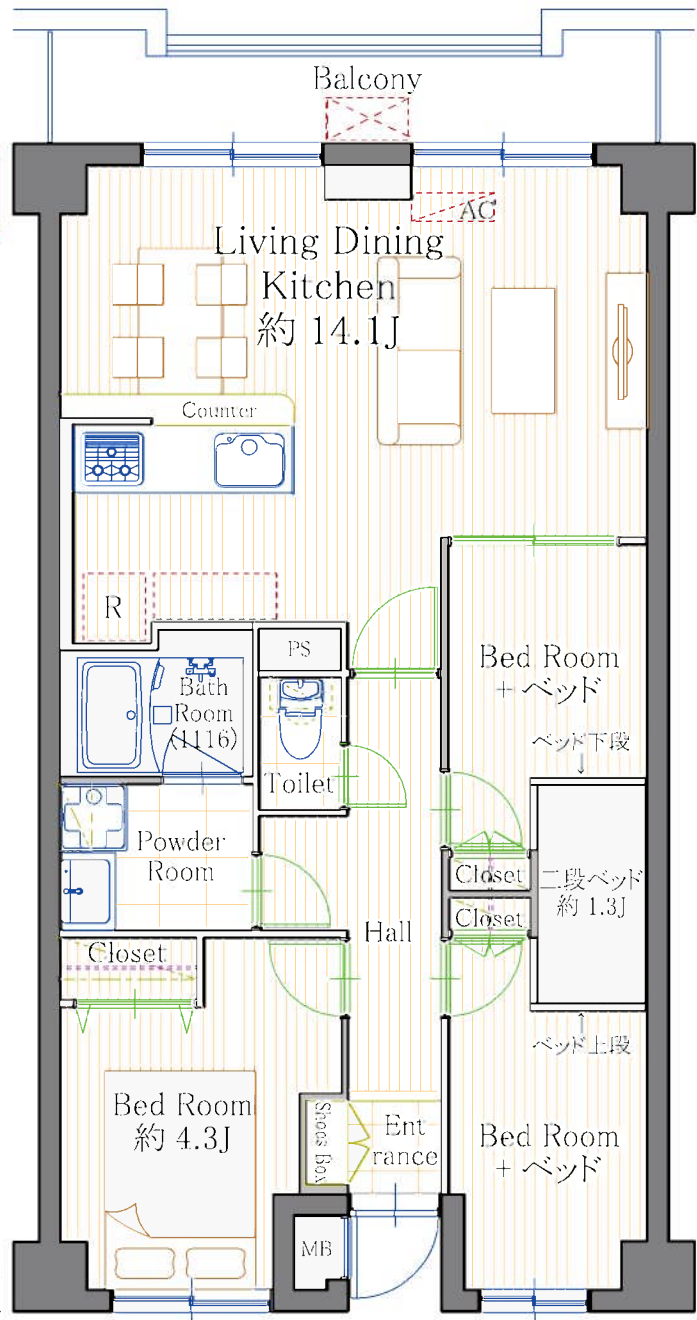 Balcony
AC
Living Dining
Kitchen
約 14.1J
Counter
R
PS
Bed Room
+ ベッド
Bath
Room
(1116)
ベッド下段
↓
Toilet
Powder
Room
Closet
二段ベッド
約 1.3J
Closet
Hall
Closet
↑
ベッド上段
Bed Room
約 4.3J
Shoes Box
Ent
rance
Bed Room
+ ベッド
MB